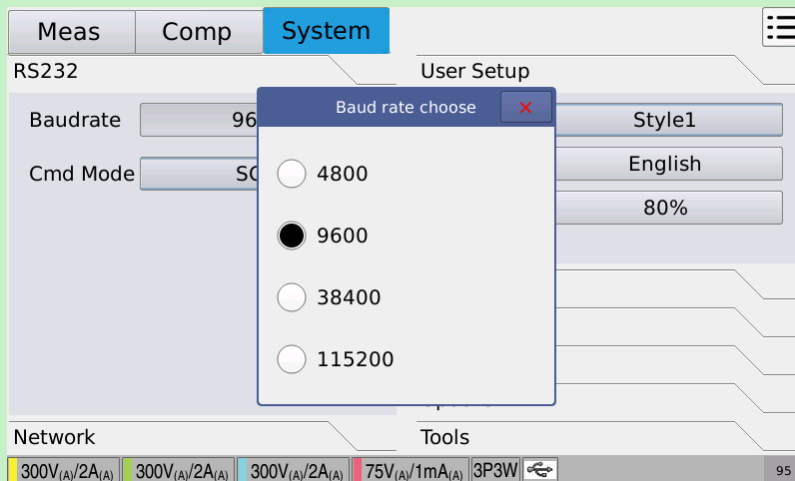 Meas
Comp
System
RS232
User Setup
Baudrate
96
Cmd Mode
Baud rate choose
4800
9600
38400
115200
Style1
English
80%
Network
Tools
300V(A)/2A(A)
300V(A)/2A(A)
300V(A)/2A(A)
75V(A)/1mA(A)
3P3W
95